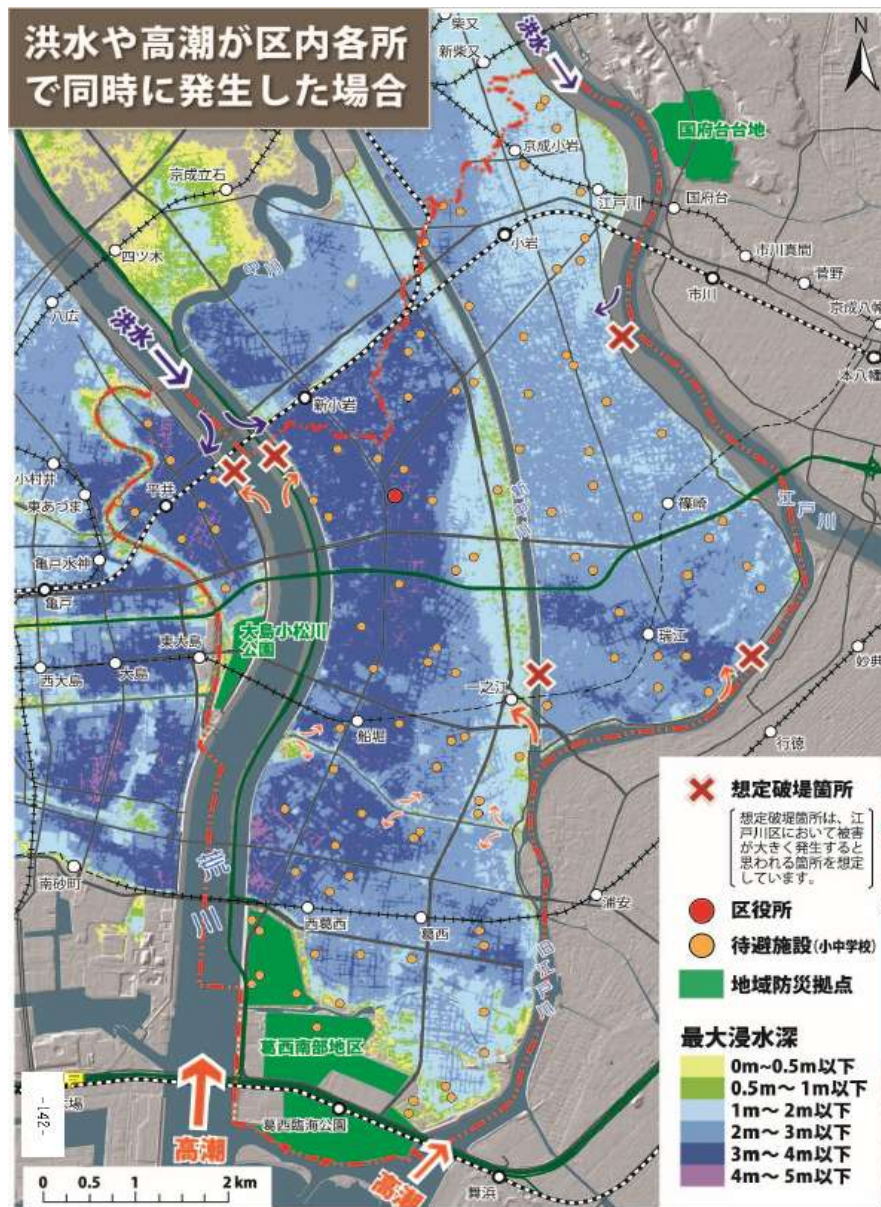 洪水や高潮が区内各所
で同時に発生した場合
柴又
新柴又
洪水
N
国府台台地
京成小岩
京成立石
江戸川
国府台
四ツ木
小岩
市川真間
菅野
中川
市川
京成八幡
八広
本八幡
洪水
新小岩
小村井
東あづま
平井
篠崎
江戸川
新中川
亀戸水神
亀戸
大島小松川
公園
東大島
瑞江
西大島
大島
一之江
妙典
船堀
行徳
荒川
南砂町
西葛西
葛西
浦安
旧江戸川
葛西南部地区
葛西臨海公園
高潮
高潮
舞浜
-142-
木場
0 0.5 1 2km
想定破堤箇所
想定破堤箇所は、江
戸川区において被害
が大きく発生すると
思われる箇所を想定
しています。
区役所
待避施設(小中学校)
地域防災拠点
最大浸水深
0m~0.5m以下
0.5m～1m以下
1m～2m以下
2m～3m以下
3m～4m以下
4m～5m以下